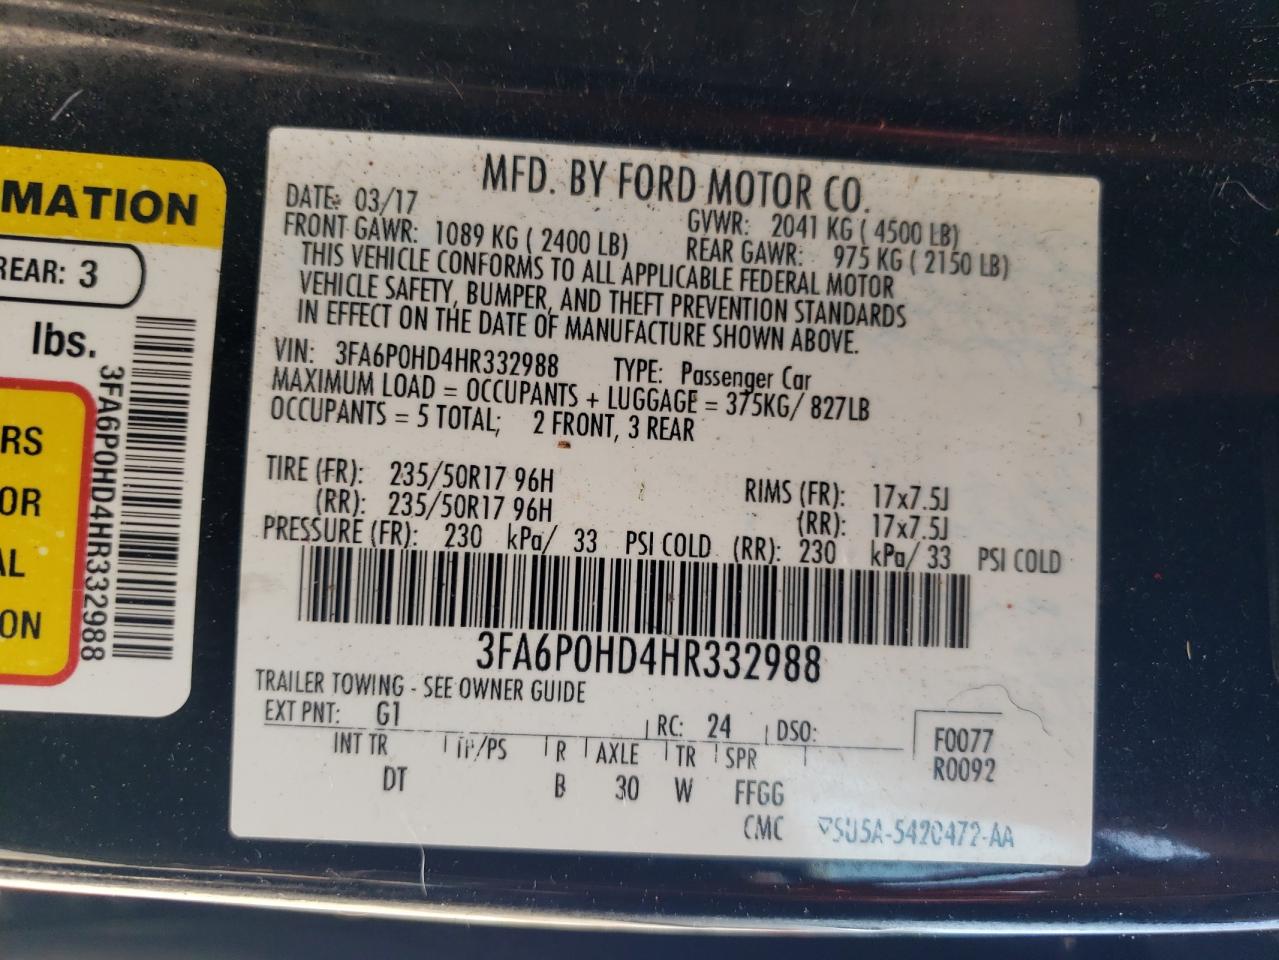 MATION
REAR: 3
lbs.
RS
OR
AL
ON
3FA6P0HD4HR332988
MFD. BY FORD MOTOR CO.
DATE: 03/17 GVWR: 2041 KG ( 4500 LB)
FRONT GAWR: 1089 KG ( 2400 LB) REAR GAWR: 975 KG ( 2150 LB)
THIS VEHICLE CONFORMS TO ALL APPLICABLE FEDERAL MOTOR
VEHICLE SAFETY, BUMPER, AND THEFT PREVENTION STANDARDS
IN EFFECT ON THE DATE OF MANUFACTURE SHOWN ABOVE.
VIN: 3FA6P0HD4HR332988 TYPE: Passenger Car
MAXIMUM LOAD = OCCUPANTS + LUGGAGE = 375KG/ 827LB
OCCUPANTS = 5 TOTAL; 2 FRONT, 3 REAR
TIRE (FR): 235/50R17 96H RIMS (FR): 17x7.5J
(RR): 235/50R17 96H (RR): 17x7.5J
PRESSURE (FR): 230 kPa/ 33 PSI COLD (RR): 230 kPa/ 33 PSI COLD
3FA6P0HD4HR332988
TRAILER TOWING - SEE OWNER GUIDE
EXT PNT: G1 RC: 24 DSO: F0077
INT TR TP/PS R AXLE TR SPR R0092
DT B 30 W FFGG
CMC SU5A-5420472-AA